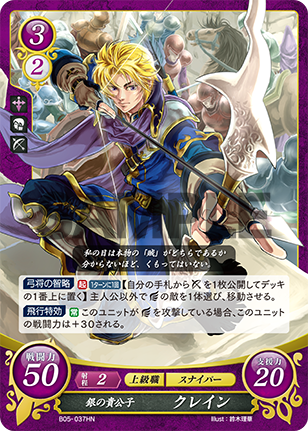 3
2
私の目は本物の「賊」がどちらであるか
分からないほど、くもってはいない。
弓将の智略 起 1ターンに1回【自分の手札からを1枚公開してデッキ
の1番上に置く】主人公以外での敵を1体選び、移動させる。
飛行特効 常 このユニットがを攻撃している場合、このユニット
の戦闘力は+30される。
戦闘力
50
射程 2 上級職 スナイパー
支援力
20
銀の貴公子 クレイン
B05-037HN
Illust:鈴木理華